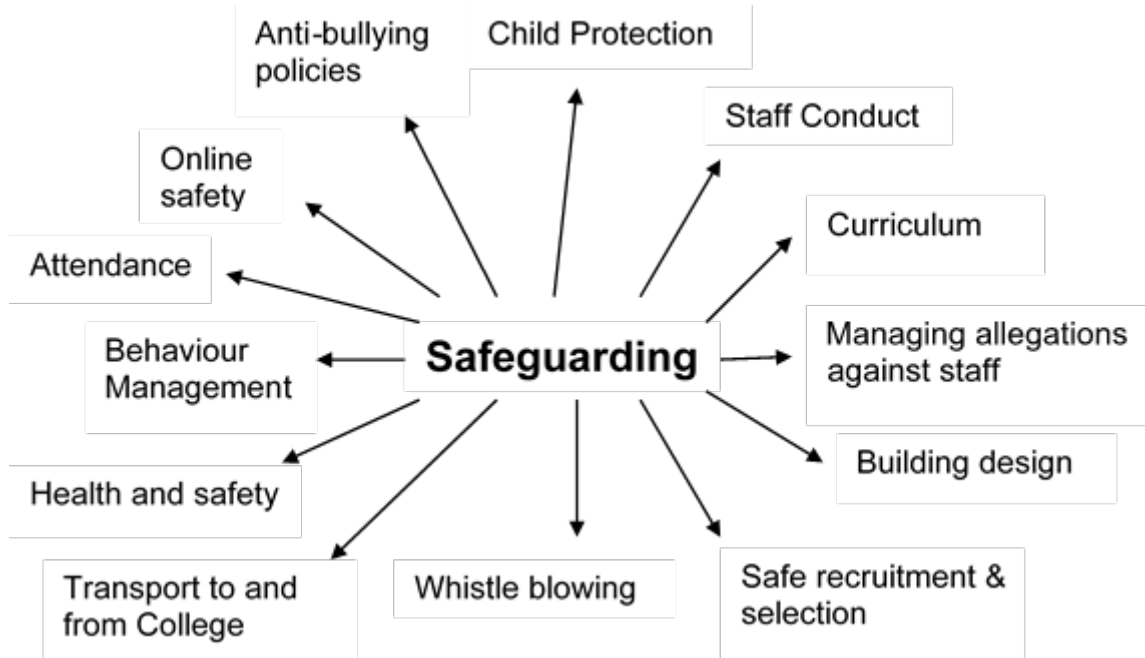 Anti-bullying
policies
Child Protection
Staff Conduct
Online
safety
Curriculum
Attendance
Behaviour
Management
Safeguarding
Managing allegations
against staff
Building design
Health and safety
Transport to and
from College
Whistle blowing
Safe recruitment &
selection